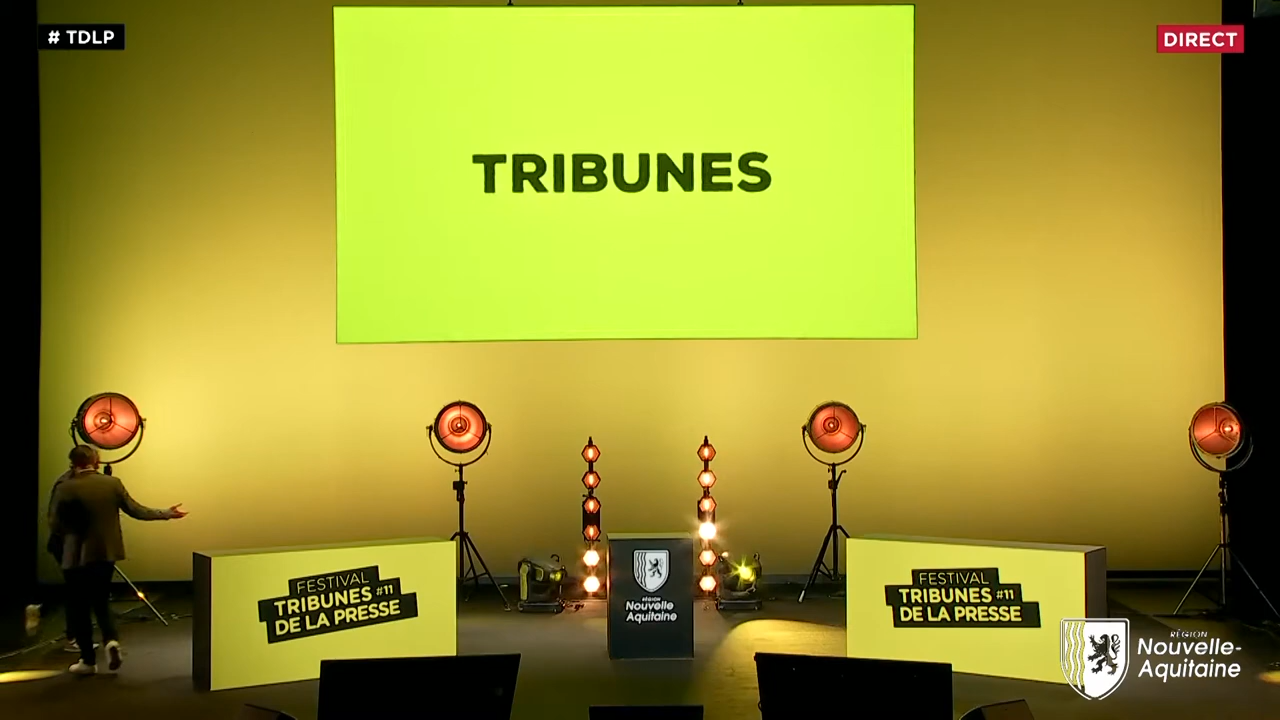 # TDLP
DIRECT
TRIBUNES
FESTIVAL
TRIBUNES #11
DE LA PRESSE
RÉGION
Nouvelle
Aquitaine
FESTIVAL
TRIBUNES #11
DE LA PRESSE
RÉGION
Nouvelle-
Aquitaine